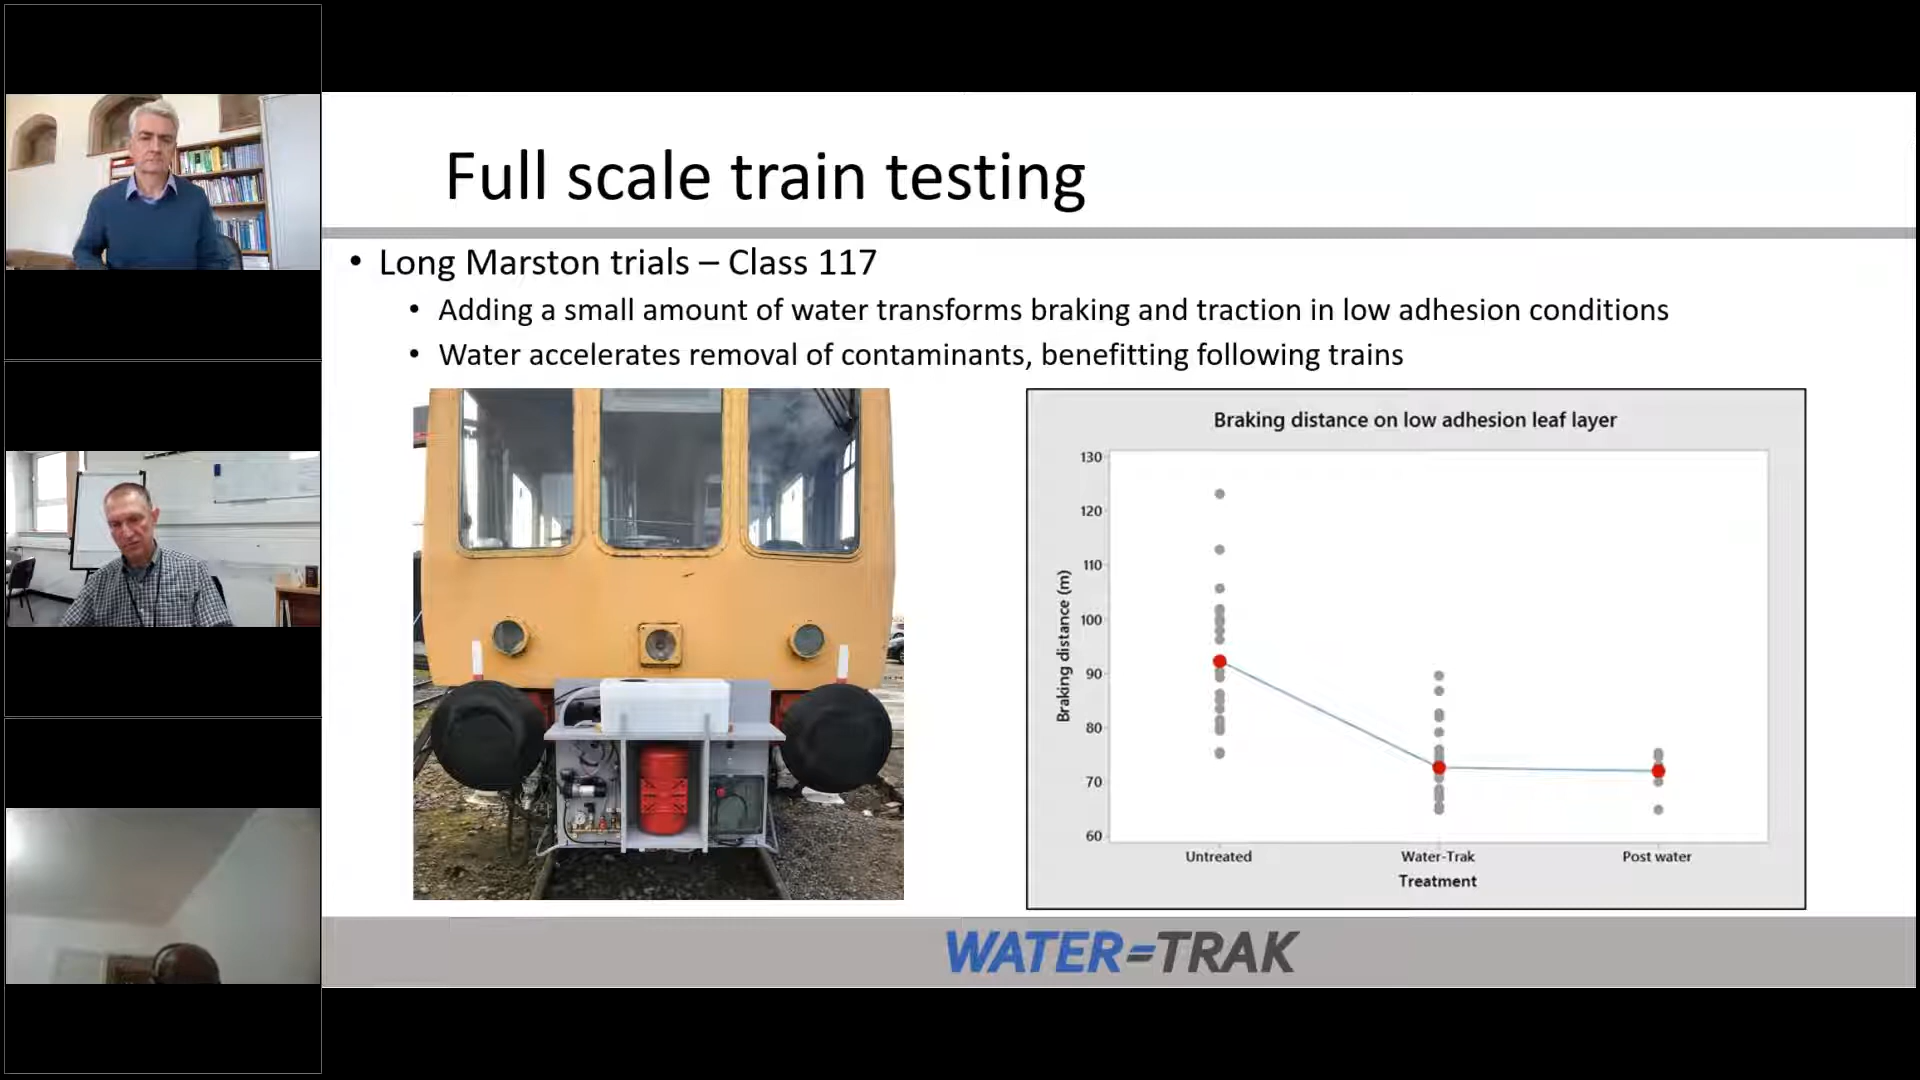 Full scale train testing
• Long Marston trials – Class 117
• Adding a small amount of water transforms braking and traction in low adhesion conditions
• Water accelerates removal of contaminants, benefitting following trains
Braking distance on low adhesion leaf layer
Braking distance (m)
130
120
110
100
90
80
70
60
Untreated
Water-Trak
Post water
Treatment
WATER=TRAK